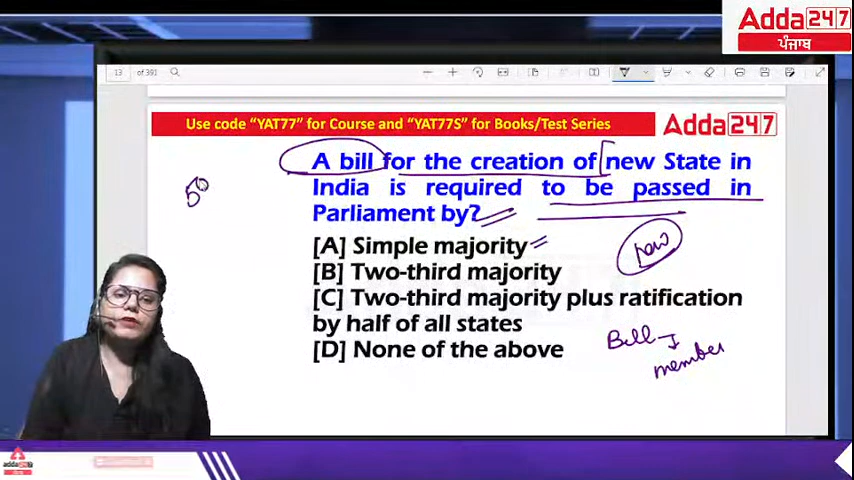 Adda247
ਪੰਜਾਬ
13 of 391
Use code "YAT77" for Course and "YAT77S" for Books/Test Series
Adda247
A bill for the creation of new State in
India is required to be passed in
Parliament by?
[A] Simple majority
[B] Two-third majority
[C] Two-third majority plus ratification
by half of all states
[D] None of the above
50
law
Bill
member
Adda247